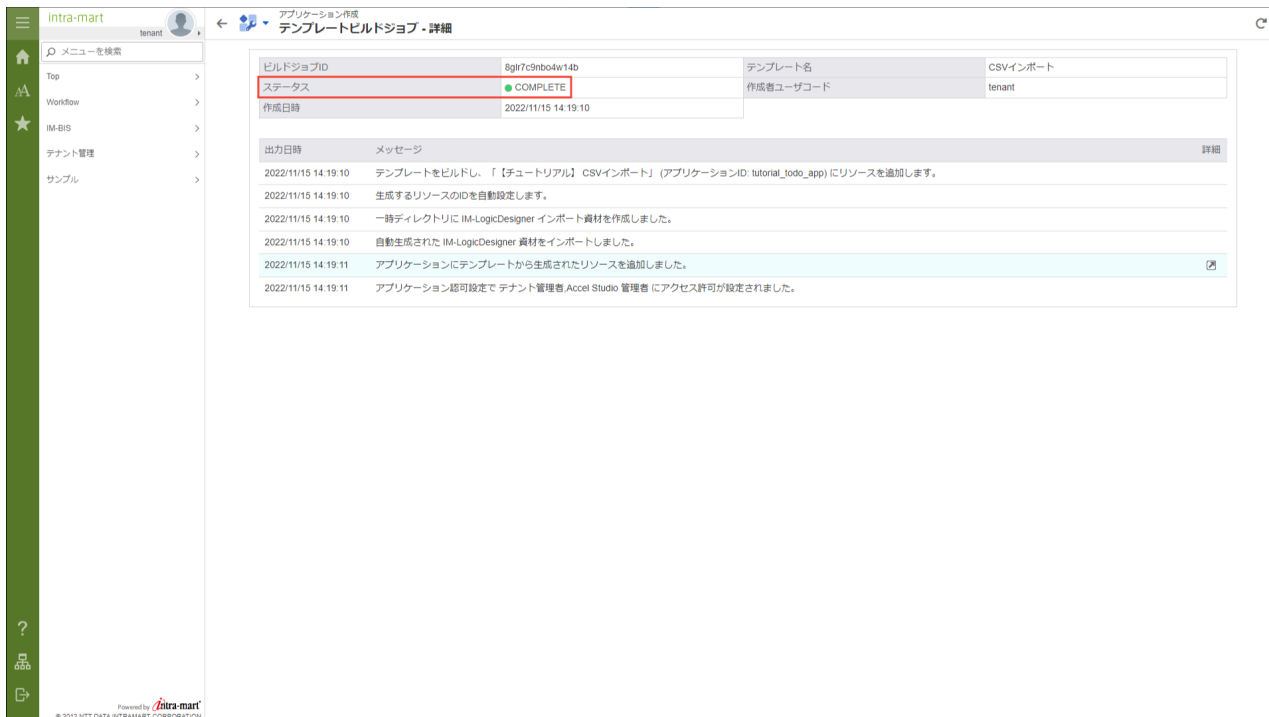 intra-mart
tenant
アプリケーション作成
テンプレートビルドジョブ - 詳細
メニューを検索
Top
Workflow
IM-BIS
テナント管理
サンプル
ビルドジョブID 8glr7c9nbo4w14b テンプレート名 CSVインポート
ステータス COMPLETE 作成者ユーザコード tenant
作成日時 2022/11/15 14:19:10
出力日時 メッセージ 詳細
2022/11/15 14:19:10 テンプレートをビルドし、「【チュートリアル】 CSVインポート」 (アプリケーションID: tutorial_todo_app) にリソースを追加します。
2022/11/15 14:19:10 生成するリソースのIDを自動設定します。
2022/11/15 14:19:10 一時ディレクトリに IM-LogicDesigner インポート資材を作成しました。
2022/11/15 14:19:10 自動生成された IM-LogicDesigner 資材をインポートしました。
2022/11/15 14:19:11 アプリケーションにテンプレートから生成されたリソースを追加しました。
2022/11/15 14:19:11 アプリケーション認可設定で テナント管理者,Accel Studio 管理者 にアクセス許可が設定されました。
Powered by intra-mart
© 2012 NTT DATA INTRAMART CORPORATION